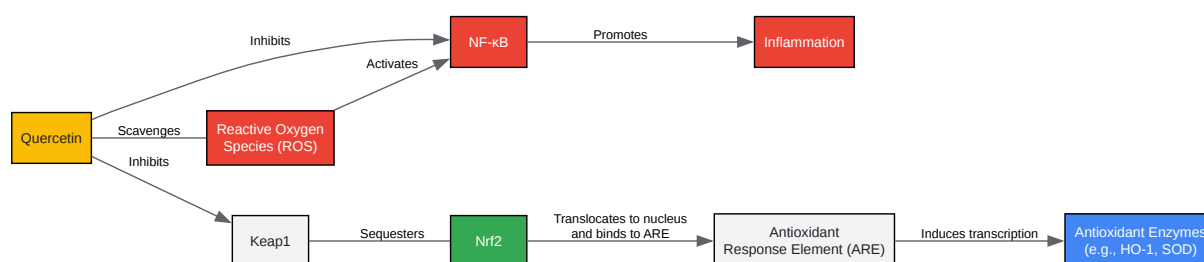 Inhibits
NF-κB
Promotes
Inflammation
Activates
Quercetin
Scavenges
Reactive Oxygen
Species (ROS)
Inhibits
Keap1
Sequesters
Nrf2
Translocates to nucleus
and binds to ARE
Antioxidant
Response Element (ARE)
Induces transcription
Antioxidant Enzymes
(e.g., HO-1, SOD)